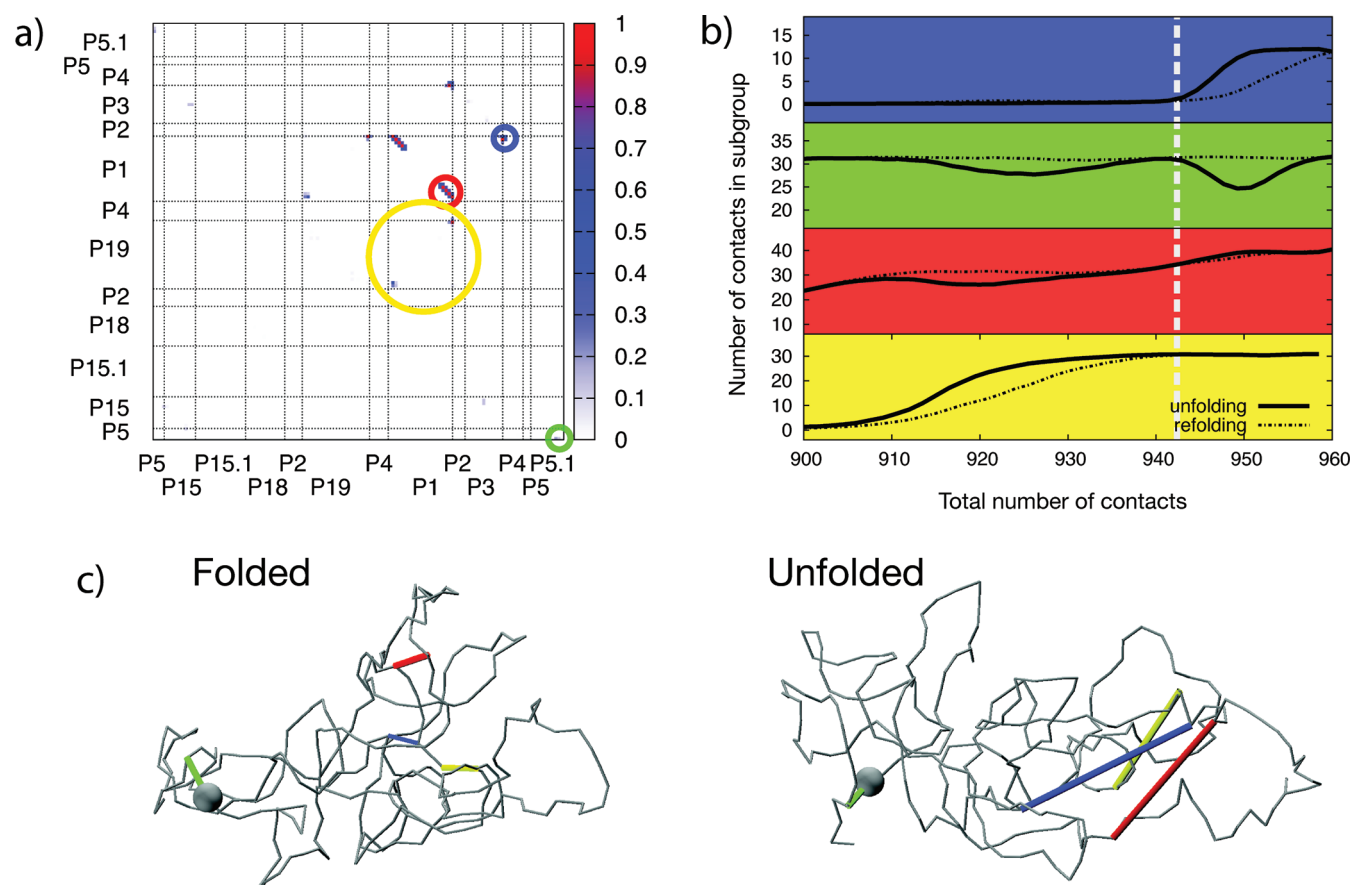 a)
P5.1
P5
P4
P3
P2
P1
P4
P19
P2
P18
P15.1
P15
P5
P5 P15.1 P2 P4 P2 P4 P5.1
P15 P18 P19 P1 P3 P5
1
0.9
0.8
0.7
0.6
0.5
0.4
0.3
0.2
0.1
0
b)
Number of contacts in subgroup
15
10
5
0
35
30
25
20
40
30
20
10
30
20
10
0
unfolding
refolding
900 910 920 930 940 950 960
Total number of contacts
c)
Folded
Unfolded